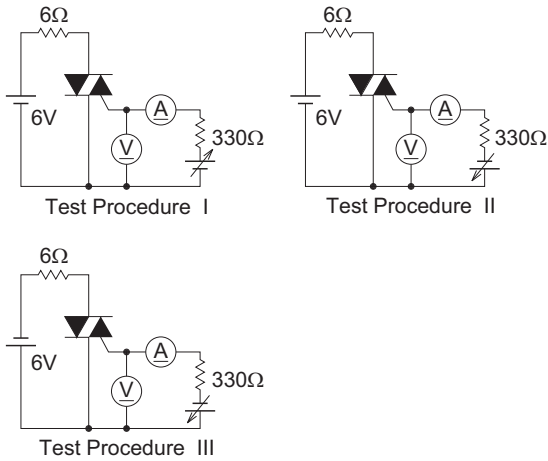 6Ω
6V
A
V
330Ω
Test Procedure I
6Ω
6V
A
V
330Ω
Test Procedure II
6Ω
6V
A
V
330Ω
Test Procedure III